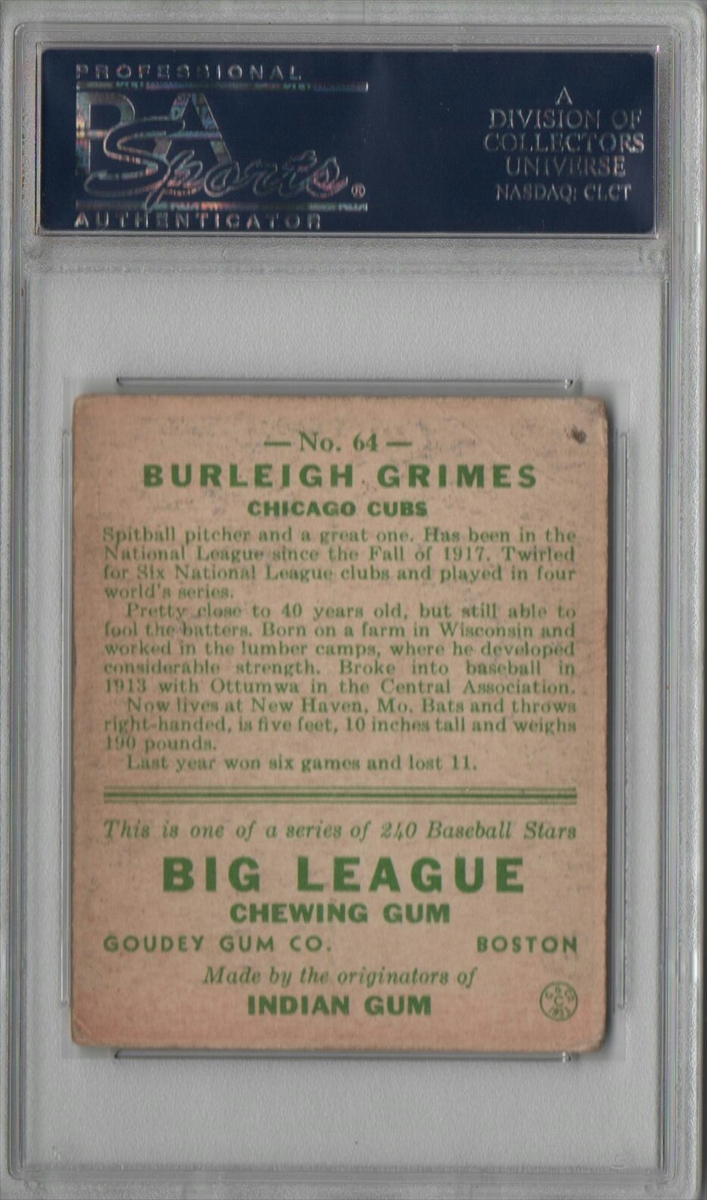 PROFESSIONAL
PSA
Sports®
AUTHENTICATOR
A
DIVISION OF
COLLECTORS
UNIVERSE
NASDAQ: CLCT
— No. 64 —
BURLEIGH GRIMES
CHICAGO CUBS
Spitball pitcher and a great one. Has been in the
National League since the Fall of 1917. Twirled
for Six National League clubs and played in four
world's series.
Pretty close to 40 years old, but still able to
fool the batters. Born on a farm in Wisconsin and
worked in the lumber camps, where he developed
considerable strength. Broke into baseball in
1913 with Ottumwa in the Central Association.
Now lives at New Haven, Mo. Bats and throws
right-handed, is five feet, 10 inches tall and weighs
190 pounds.
Last year won six games and lost 11.
This is one of a series of 240 Baseball Stars
BIG LEAGUE
CHEWING GUM
GOUDEY GUM CO. BOSTON
Made by the originators of
INDIAN GUM